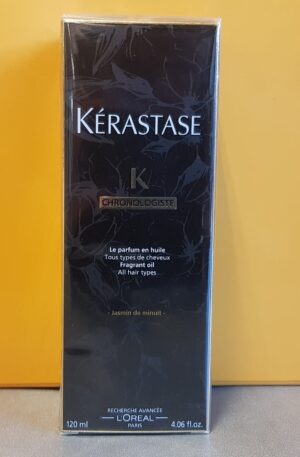 KÉRASTASE
K
CHRONOLOGISTE
Le parfum en huile
Tous types de cheveux
Fragrant oil
All hair types
- Jasmin de minuit -
RECHERCHE AVANCÉE
L'ORÉAL
PARIS
120 ml 4.06 fl.oz.